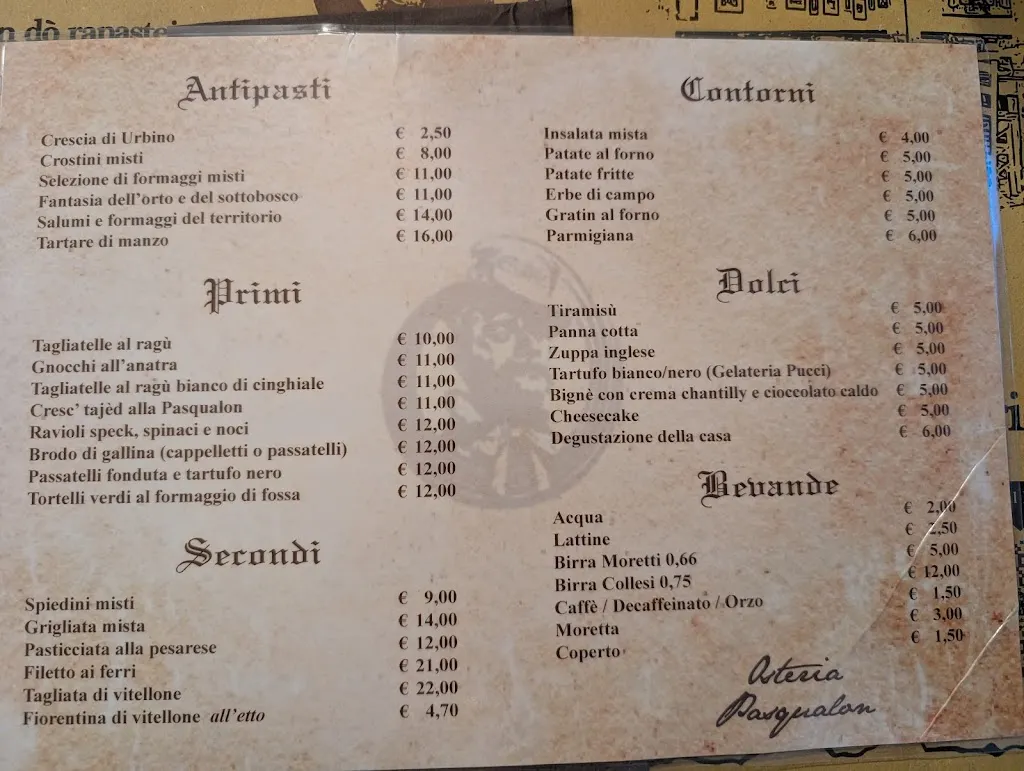 n dò rapaste
Antipasti
Crescia di Urbino € 2,50
Crostini misti € 8,00
Selezione di formaggi misti € 11,00
Fantasia dell'orto e del sottobosco € 11,00
Salumi e formaggi del territorio € 14,00
Tartare di manzo € 16,00
Primi
Tagliatelle al ragù € 10,00
Gnocchi all'anatra € 11,00
Tagliatelle al ragù bianco di cinghiale € 11,00
Cresc' tajèd alla Pasqualon € 11,00
Ravioli speck, spinaci e noci € 12,00
Brodo di gallina (cappelletti o passatelli) € 12,00
Passatelli fonduta e tartufo nero € 12,00
Tortelli verdi al formaggio di fossa € 12,00
Secondi
Spiedini misti € 9,00
Grigliata mista € 14,00
Pasticciata alla pesarese € 12,00
Filetto ai ferri € 21,00
Tagliata di vitellone € 22,00
Fiorentina di vitellone all'etto € 4,70
Contorni
Insalata mista € 4,00
Patate al forno € 5,00
Patate fritte € 5,00
Erbe di campo € 5,00
Gratin al forno € 5,00
Parmigiana € 6,00
Dolci
Tiramisù € 5,00
Panna cotta € 5,00
Zuppa inglese € 5,00
Tartufo bianco/nero (Gelateria Pucci) € 5,00
Bignè con crema chantilly e cioccolato caldo € 5,00
Cheesecake € 5,00
Degustazione della casa € 6,00
Bevande
Acqua € 2,00
Lattine € 2,50
Birra Moretti 0,66 € 5,00
Birra Collesi 0,75 € 12,00
Caffè / Decaffeinato / Orzo € 1,50
Moretta € 3,00
Coperto € 1,50
Osteria
Pasqualon